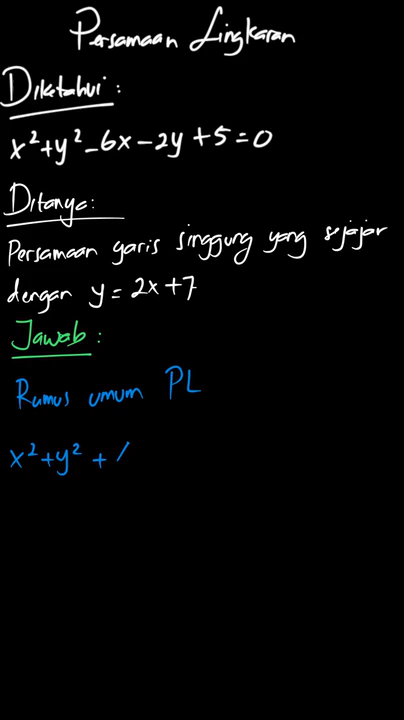 Persamaan Lingkaran
Diketahui:
x²+y²-6x-2y+5=0
Ditanya:
Persamaan garis singgung yang sejajar
dengan y=2x+7
Jawab:
Rumus umum PL
x²+y²+